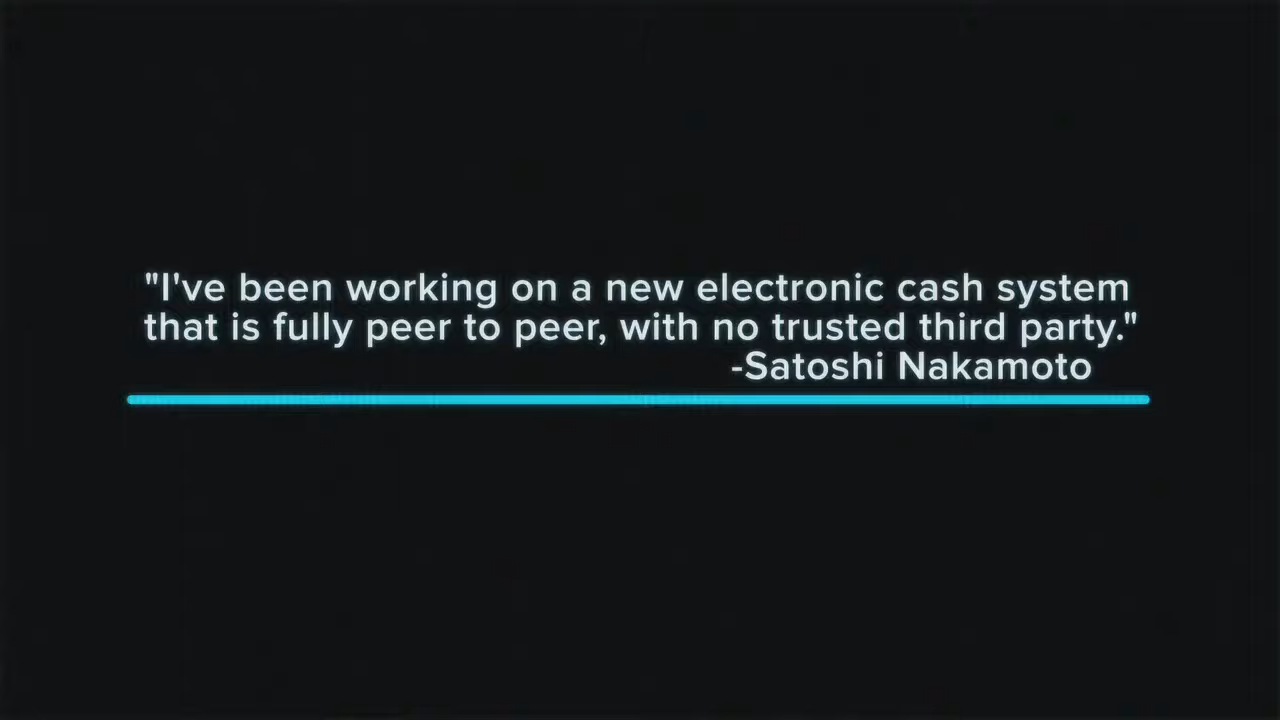 "I've been working on a new electronic cash system
that is fully peer to peer, with no trusted third party."
-Satoshi Nakamoto